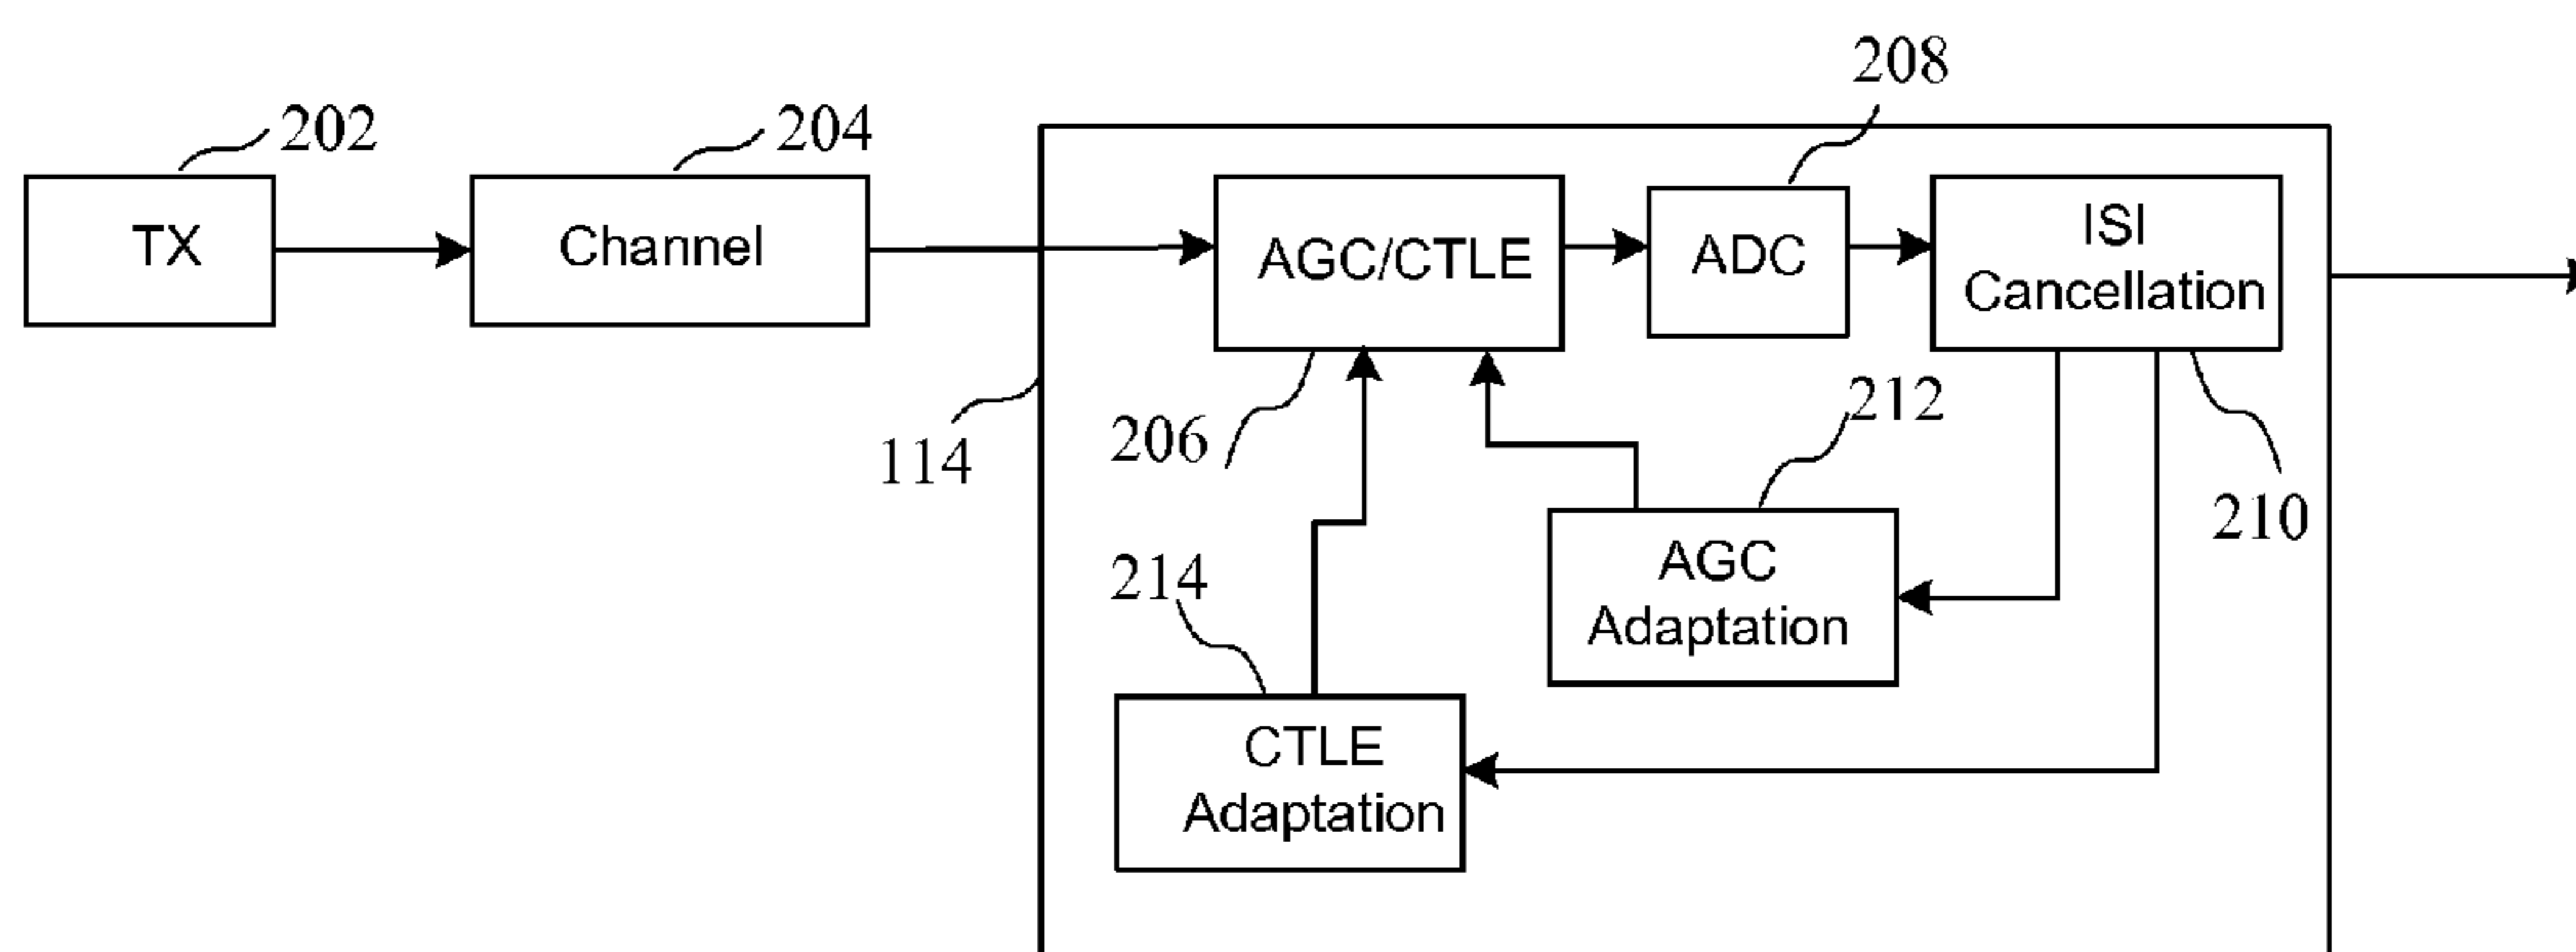 208
202
204
TX
Channel
AGC/CTLE
ADC
ISI
Cancellation
114
206
212
210
214
AGC
Adaptation
CTLE
Adaptation